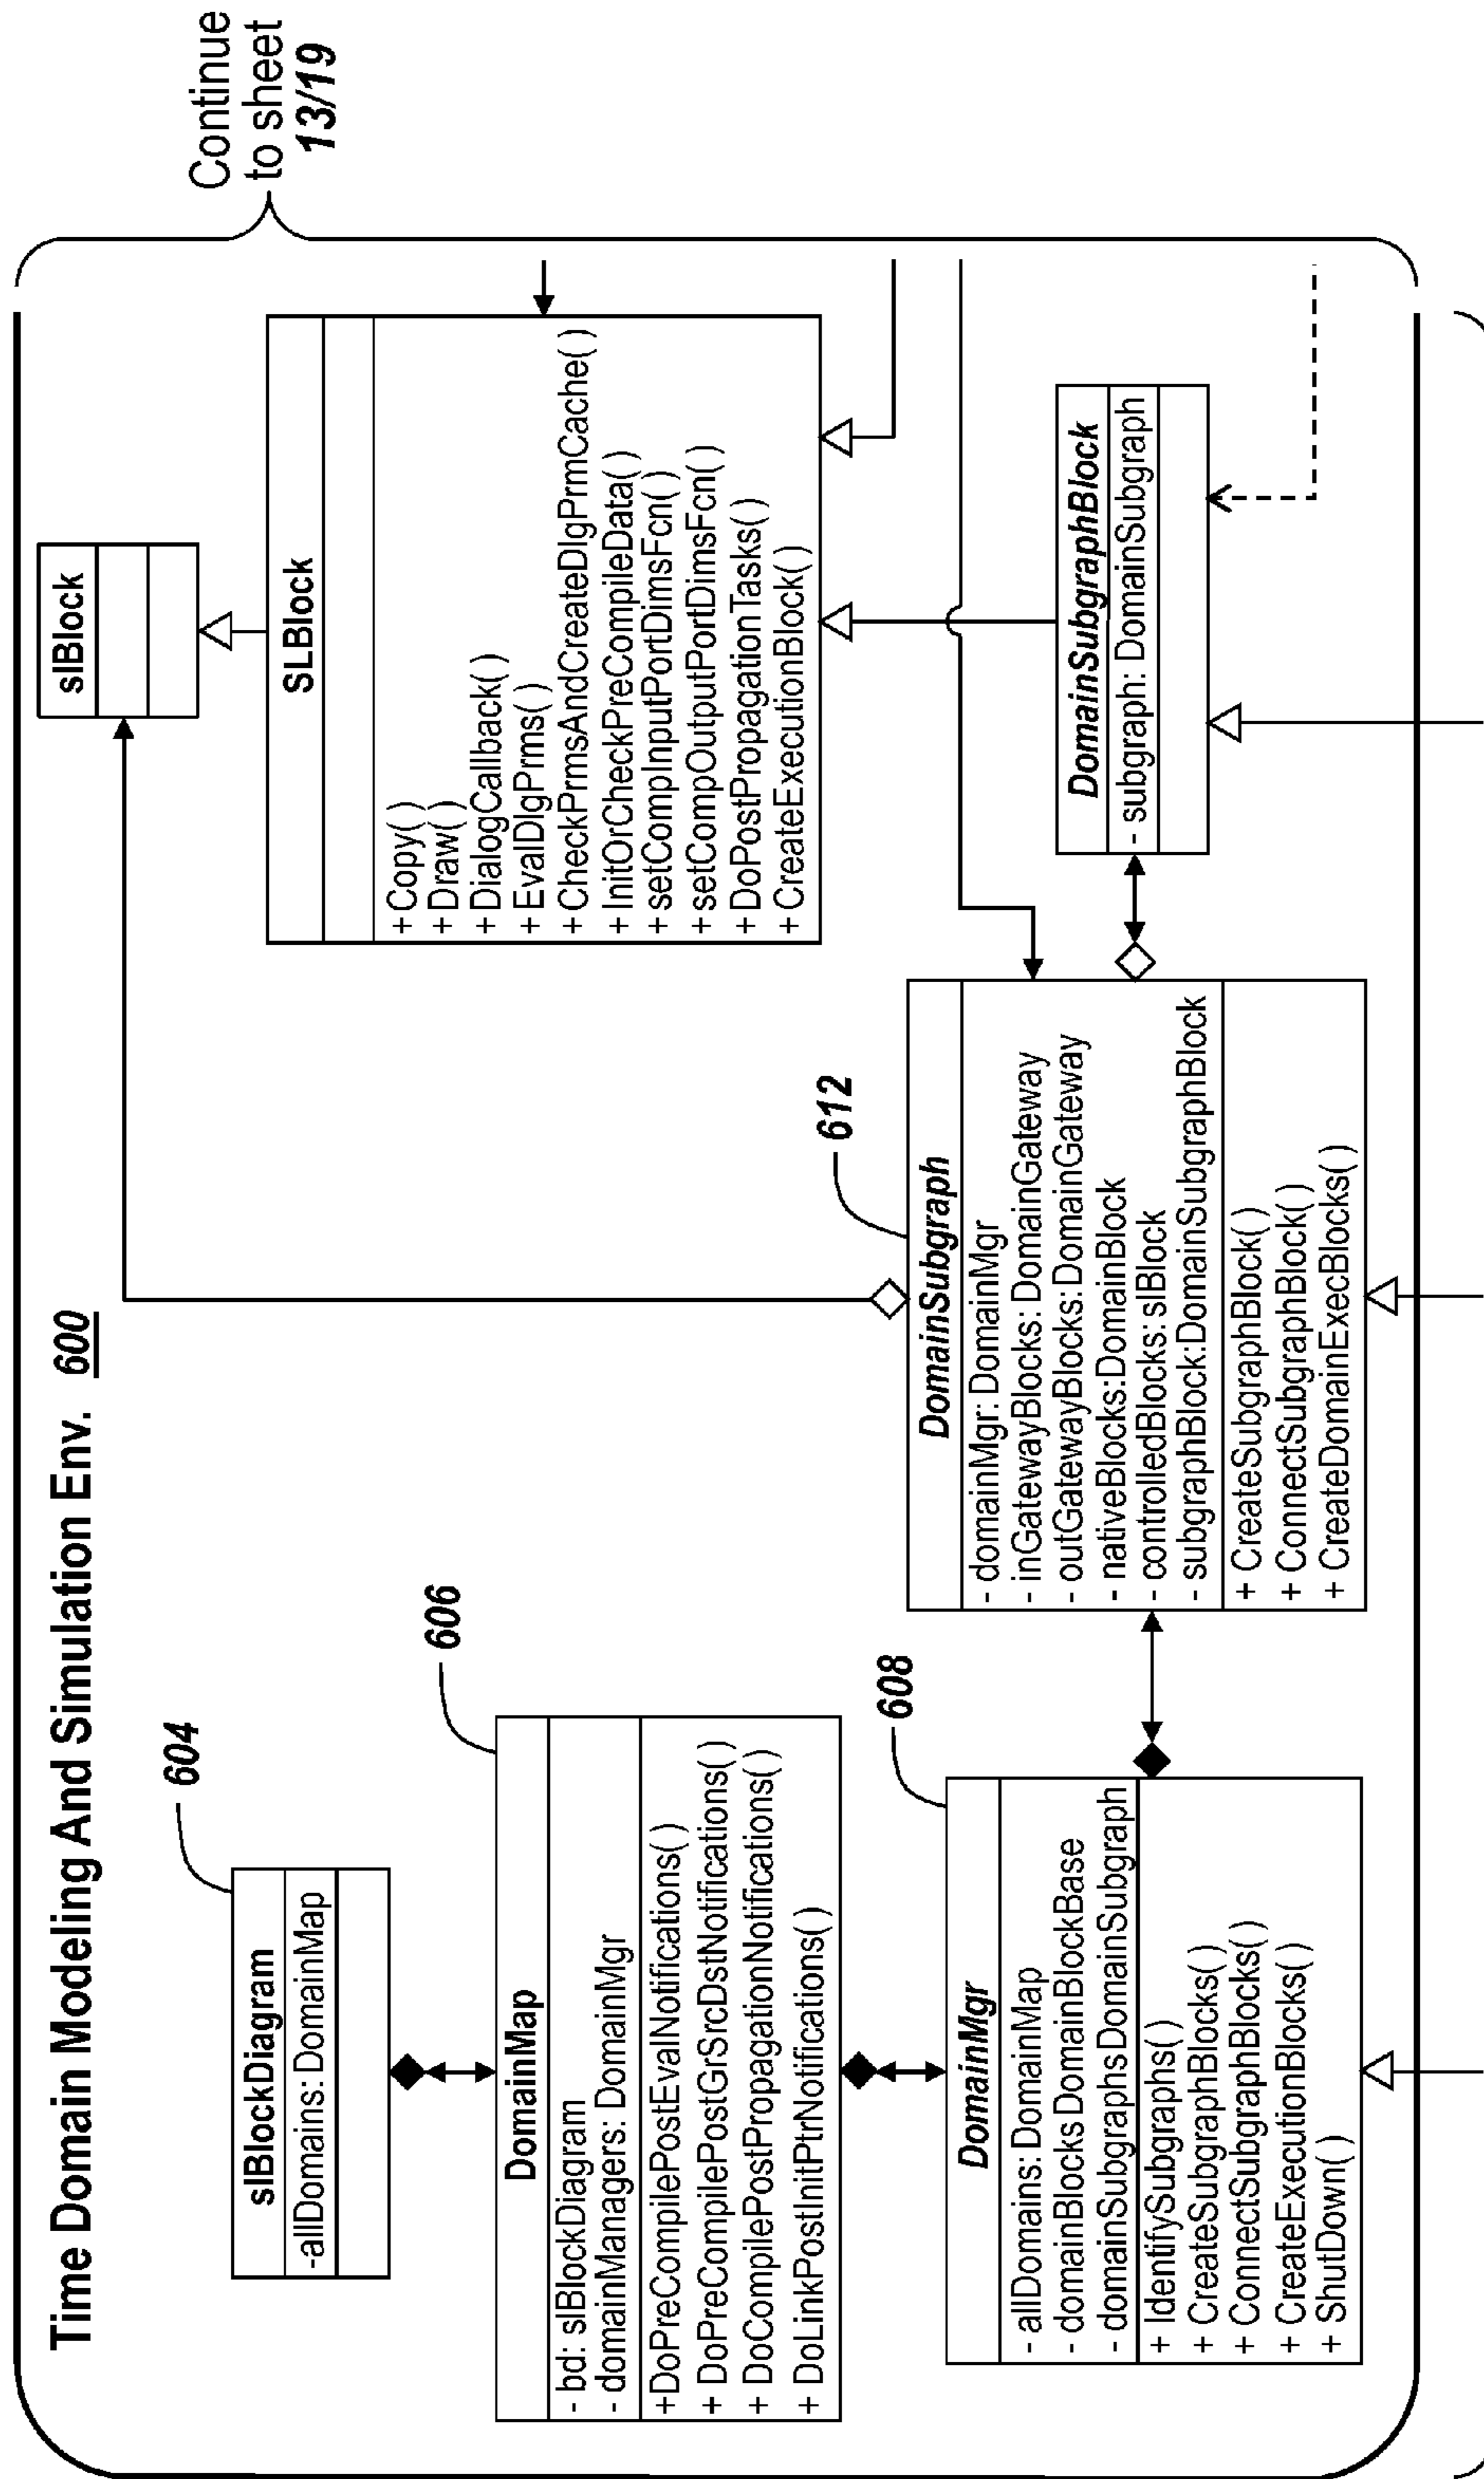 Time Domain Modeling And Simulation Env. 600
604
slBlockDiagram
-allDomains: DomainMap
606
DomainMap
- bd: slBlockDiagram
- domainManagers: DomainMgr
+DoPreCompilePostEvalNotifications( )
+ DoPreCompilePostGrSrcDstNotifications( )
+ DoCompilePostPropagationNotifications( )
+ DoLinkPostInitPtrNotifications( )
608
DomainMgr
- allDomains: DomainMap
- domainBlocks DomainBlockBase
- domainSubgraphsDomainSubgraph
+ IdentifySubgraphs( )
+ CreateSubgraphBlocks( )
+ ConnectSubgraphBlocks( )
+ CreateExecutionBlocks( )
+ ShutDown( )
612
DomainSubgraph
- domainMgr: DomainMgr
- inGatewayBlocks: DomainGateway
- outGatewayBlocks: DomainGateway
- nativeBlocks:DomainBlock
- controlledBlocks: slBlock
- subgraphBlock:DomainSubgraphBlock
+ CreateSubgraphBlock( )
+ ConnectSubgraphBlock( )
+ CreateDomainExecBlocks( )
slBlock
SLBlock
+ Copy( )
+ Draw( )
+ DialogCallback( )
+ EvalDlgPrms( )
+ CheckPrmsAndCreateDlgPrmCache( )
+ InitOrCheckPreCompileData( )
+ setCompInputPortDimsFcn( )
+ setCompOutputPortDimsFcn( )
+ DoPostPropagationTasks( )
+ CreateExecutionBlock( )
DomainSubgraphBlock
- subgraph: DomainSubgraph
Continue
to sheet
13/19